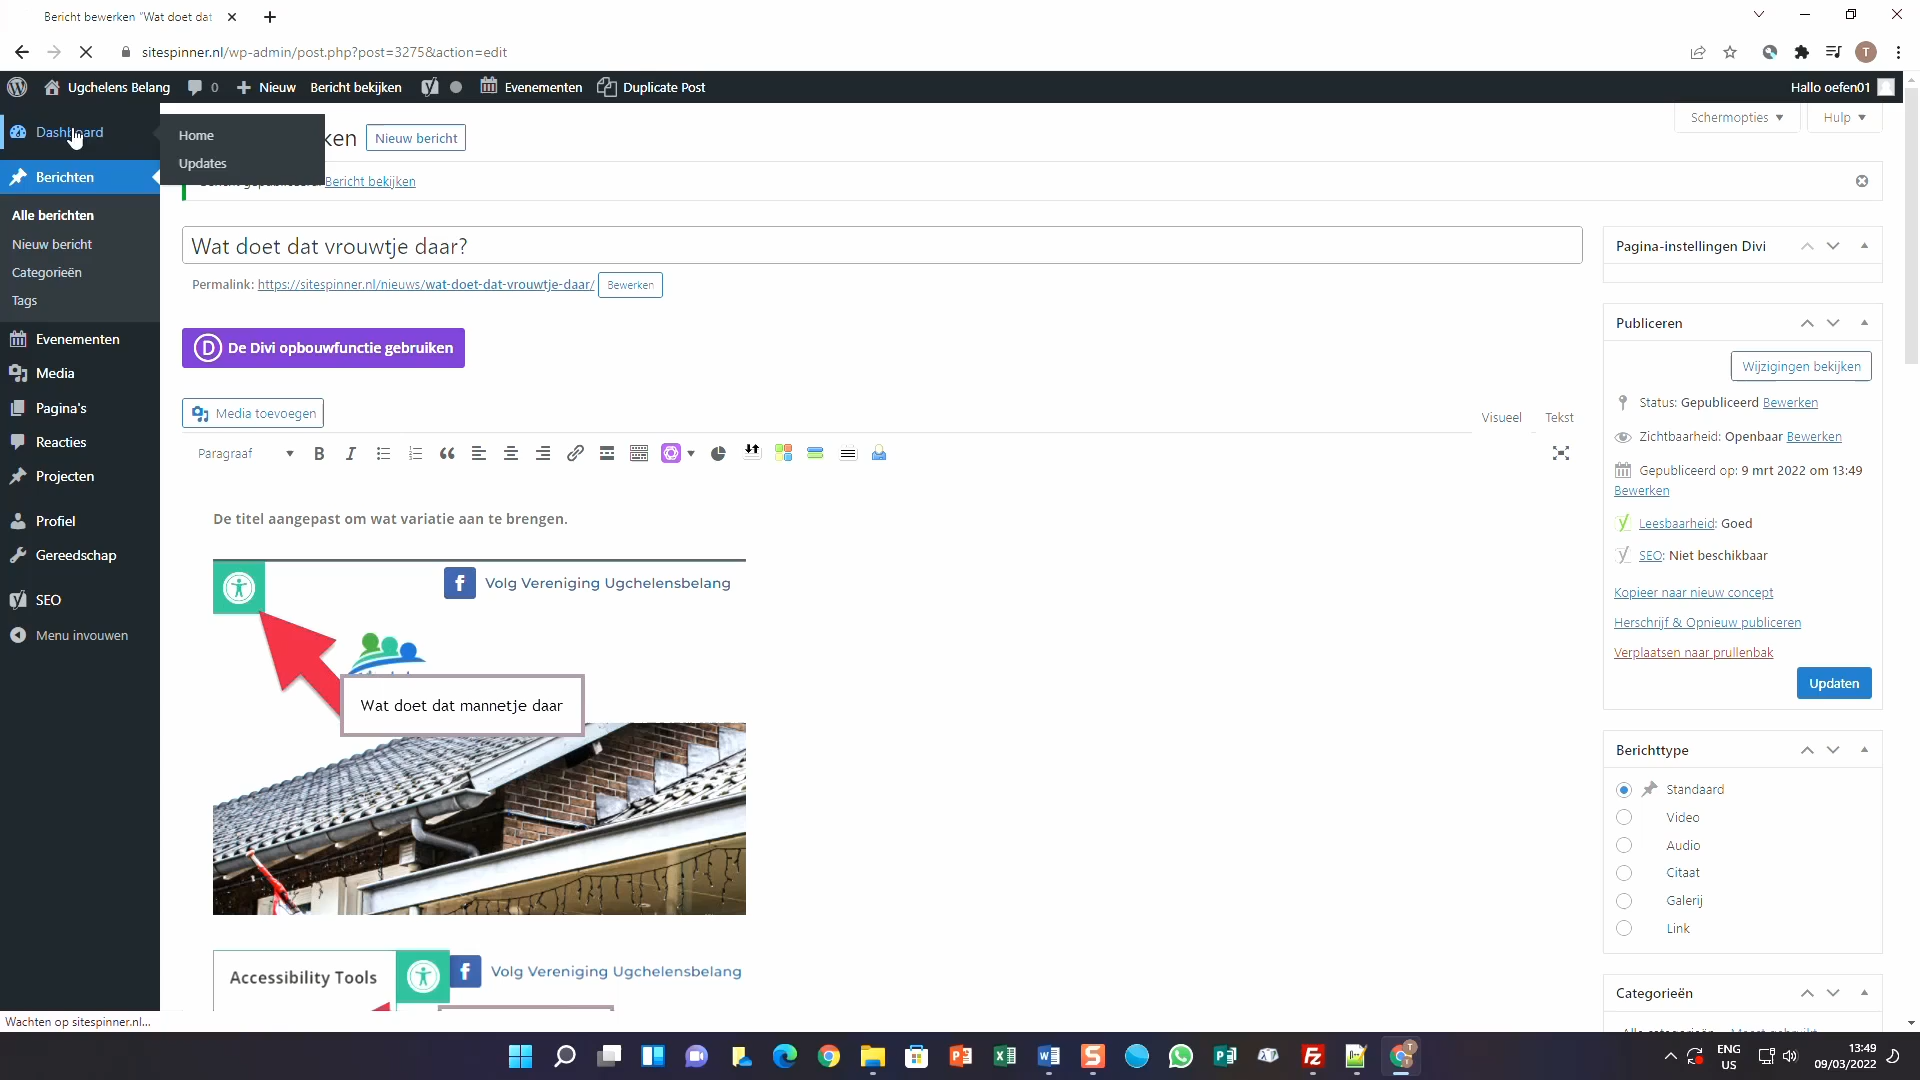 Bericht bewerken "Wat doet dat
sitespinner.nl/wp-admin/post.php?post=3275&action=edit
T
Ugchelens Belang
0
Nieuw
Bericht bekijken
Evenementen
Duplicate Post
Hallo oefen01
Dashboard
Home
Updates
Berichten
Alle berichten
Nieuw bericht
Categorieën
Tags
Evenementen
Media
Pagina's
Reacties
Projecten
Profiel
Gereedschap
SEO
Menu invouwen
Wachten op sitespinner.nl...
ken
Nieuw bericht
Schermopties
Hulp
Bericht bekijken
Wat doet dat vrouwtje daar?
Permalink: https://sitespinner.nl/nieuws/wat-doet-dat-vrouwtje-daar/ Bewerken
De Divi opbouwfunctie gebruiken
Media toevoegen
Visueel
Tekst
Paragraaf
De titel aangepast om wat variatie aan te brengen.
Volg Vereniging Ugchelensbelang
Wat doet dat mannetje daar
Accessibility Tools
Volg Vereniging Ugchelensbelang
Pagina-instellingen Divi
Publiceren
Wijzigingen bekijken
Status: Gepubliceerd Bewerken
Zichtbaarheid: Openbaar Bewerken
Gepubliceerd op: 9 mrt 2022 om 13:49
Bewerken
Leesbaarheid: Goed
SEO: Niet beschikbaar
Kopieer naar nieuw concept
Herschrijf & Opnieuw publiceren
Verplaatsen naar prullenbak
Updaten
Berichttype
Standaard
Video
Audio
Citaat
Galerij
Link
Categorieën
ENG
US
13:49
09/03/2022